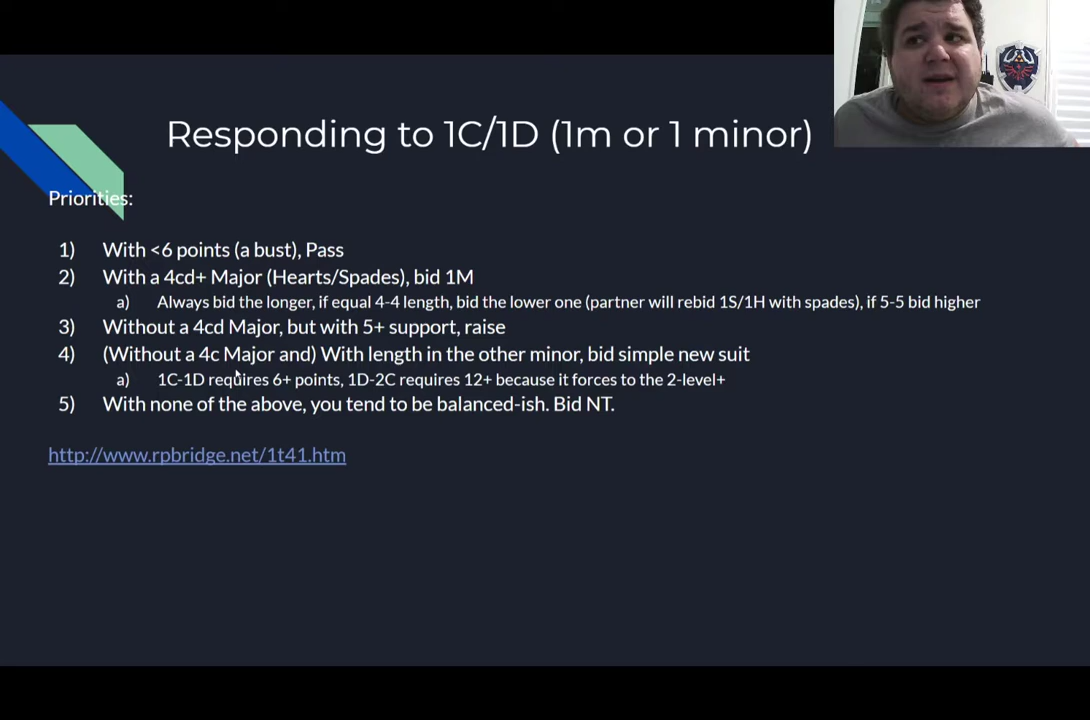 Responding to 1C/1D (1m or 1 minor)
Priorities:
1) With <6 points (a bust), Pass
2) With a 4cd+ Major (Hearts/Spades), bid 1M
a) Always bid the longer, if equal 4-4 length, bid the lower one (partner will rebid 1S/1H with spades), if 5-5 bid higher
3) Without a 4cd Major, but with 5+ support, raise
4) (Without a 4c Major and) With length in the other minor, bid simple new suit
a) 1C-1D requires 6+ points, 1D-2C requires 12+ because it forces to the 2-level+
5) With none of the above, you tend to be balanced-ish. Bid NT.
http://www.rpbridge.net/1t41.htm